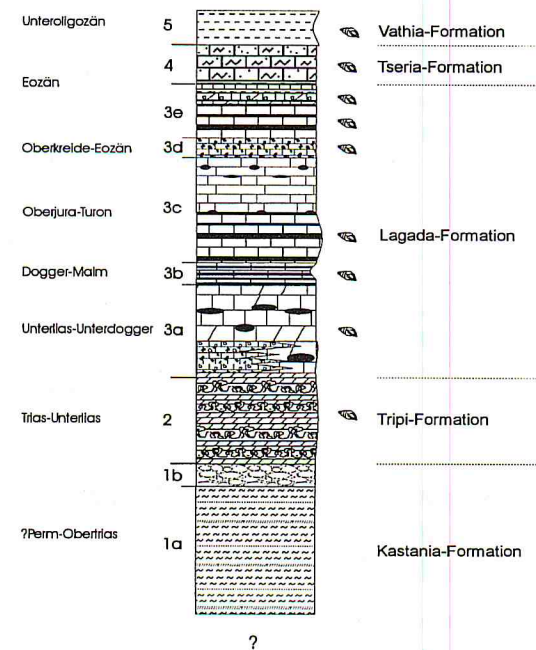 Unteroligozän 5 Vathia-Formation
4 Tseria-Formation
Eozän
3e
Oberkreide-Eozän 3d
Oberjura-Turon 3c Lagada-Formation
Dogger-Malm 3b
Unterlias-Unterdogger 3a
Trias-Unterlias 2 Tripi-Formation
1b
?Perm-Obertrias 1a Kastania-Formation
?